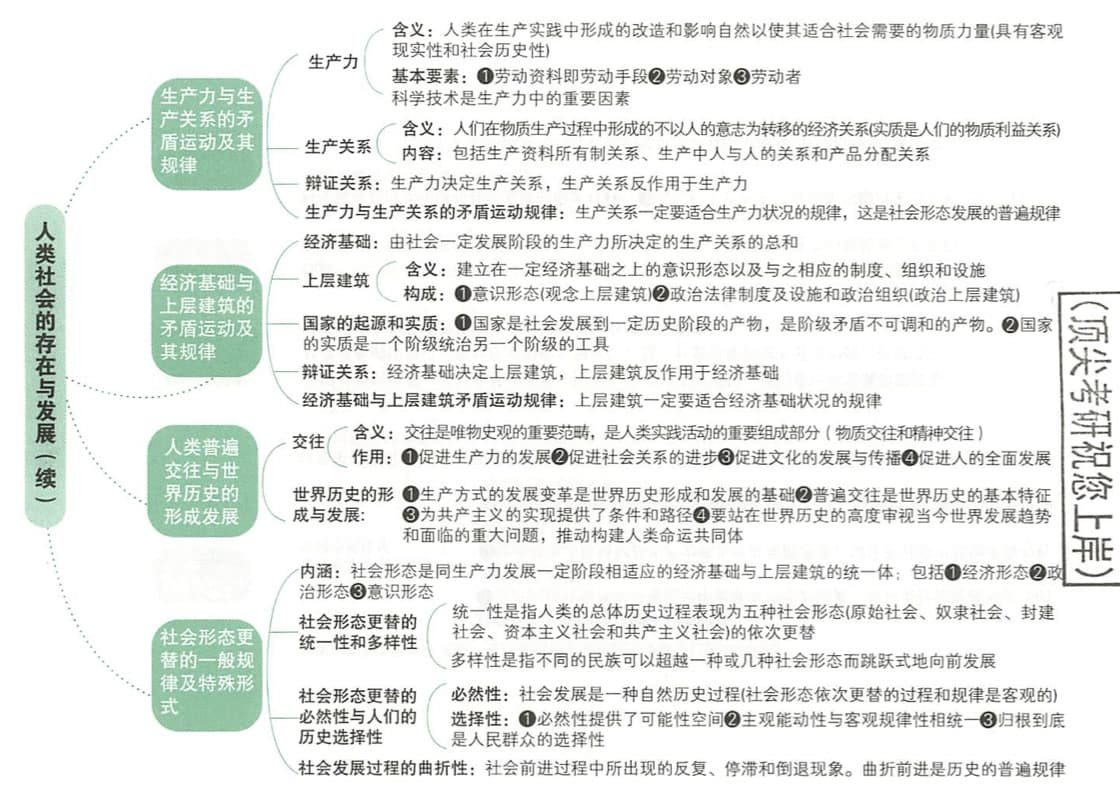 人类社会的存在与发展（续）
生产力与生
产关系的矛
盾运动及其
规律
生产力
含义：人类在生产实践中形成的改造和影响自然以使其适合社会需要的物质力量(具有客观
现实性和社会历史性)
基本要素：❶劳动资料即劳动手段❷劳动对象❸劳动者
科学技术是生产力中的重要因素
生产关系
含义：人们在物质生产过程中形成的不以人的意志为转移的经济关系(实质是人们的物质利益关系)
内容：包括生产资料所有制关系、生产中人与人的关系和产品分配关系
辩证关系：生产力决定生产关系，生产关系反作用于生产力
生产力与生产关系的矛盾运动规律：生产关系一定要适合生产力状况的规律，这是社会形态发展的普遍规律
经济基础与
上层建筑的
矛盾运动及
其规律
经济基础：由社会一定发展阶段的生产力所决定的生产关系的总和
上层建筑
含义：建立在一定经济基础之上的意识形态以及与之相应的制度、组织和设施
构成：❶意识形态(观念上层建筑)❷政治法律制度及设施和政治组织(政治上层建筑)
国家的起源和实质：❶国家是社会发展到一定历史阶段的产物，是阶级矛盾不可调和的产物。❷国家
的实质是一个阶级统治另一个阶级的工具
辩证关系：经济基础决定上层建筑，上层建筑反作用于经济基础
经济基础与上层建筑矛盾运动规律：上层建筑一定要适合经济基础状况的规律
人类普遍
交往与世
界历史的
形成发展
交往
含义：交往是唯物史观的重要范畴，是人类实践活动的重要组成部分（物质交往和精神交往）
作用：❶促进生产力的发展❷促进社会关系的进步❸促进文化的发展与传播❹促进人的全面发展
世界历史的形
成与发展:
❶生产方式的发展变革是世界历史形成和发展的基础❷普遍交往是世界历史的基本特征
❸为共产主义的实现提供了条件和路径❹要站在世界历史的高度审视当今世界发展趋势
和面临的重大问题，推动构建人类命运共同体
社会形态更
替的一般规
律及特殊形
式
内涵：社会形态是同生产力发展一定阶段相适应的经济基础与上层建筑的统一体；包括❶经济形态❷政
治形态❸意识形态
社会形态更替的
统一性和多样性
统一性是指人类的总体历史过程表现为五种社会形态(原始社会、奴隶社会、封建
社会、资本主义社会和共产主义社会)的依次更替
多样性是指不同的民族可以超越一种或几种社会形态而跳跃式地向前发展
社会形态更替的
必然性与人们的
历史选择性
必然性：社会发展是一种自然历史过程(社会形态依次更替的过程和规律是客观的)
选择性：❶必然性提供了可能性空间❷主观能动性与客观规律性相统一❸归根到底
是人民群众的选择性
社会发展过程的曲折性：社会前进过程中所出现的反复、停滞和倒退现象。曲折前进是历史的普遍规律
（顶尖考研祝您上岸）